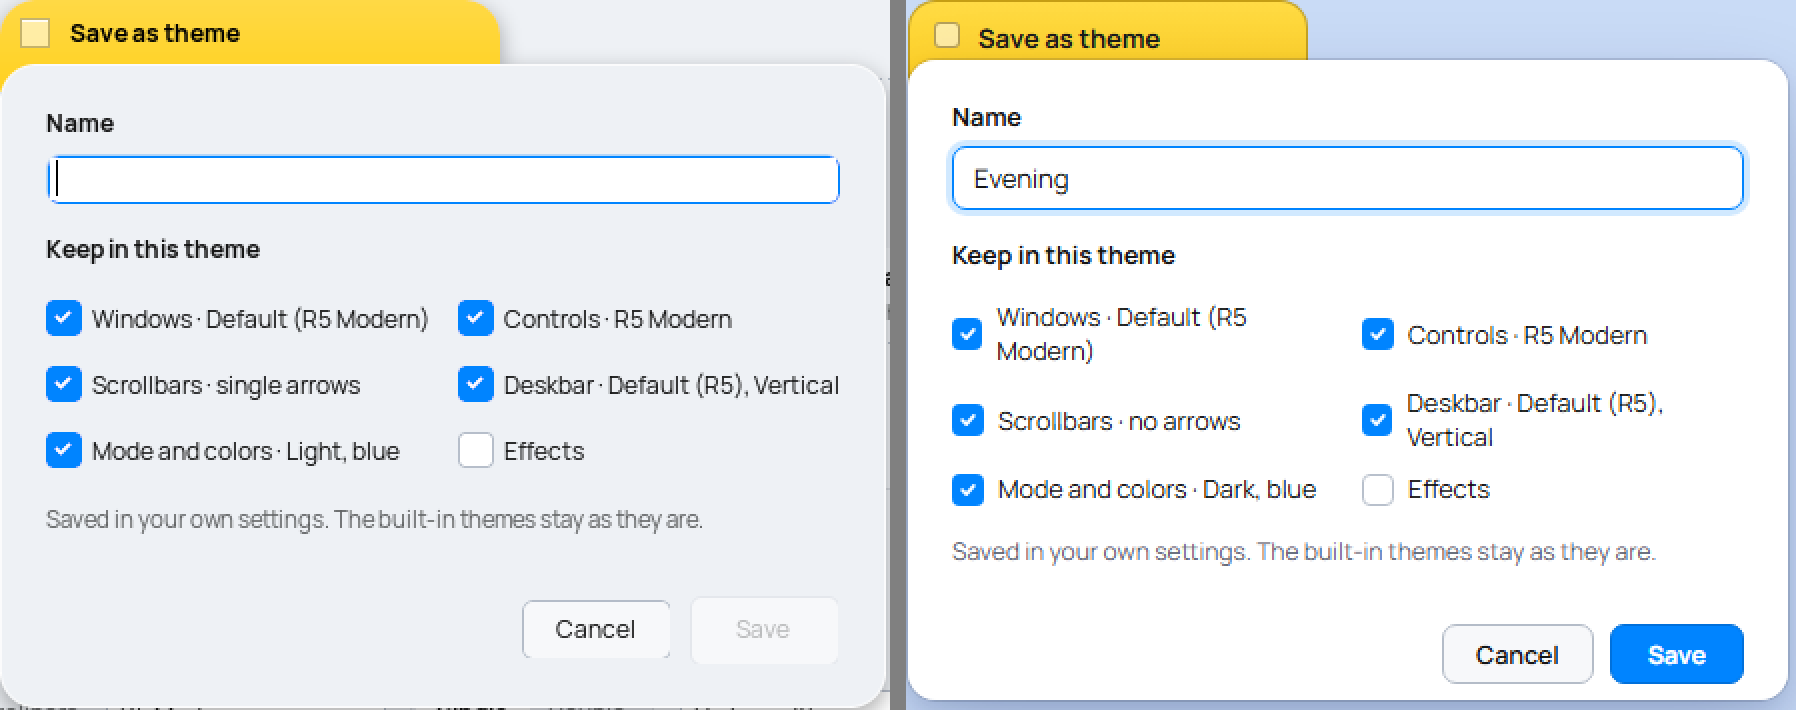 Save as theme
Name
Keep in this theme
Windows · Default (R5 Modern)
Controls · R5 Modern
Scrollbars · single arrows
Deskbar · Default (R5), Vertical
Mode and colors · Light, blue
Effects
Saved in your own settings. The built-in themes stay as they are.
Cancel
Save
Save as theme
Name
Evening
Keep in this theme
Windows · Default (R5
Modern)
Controls · R5 Modern
Scrollbars · no arrows
Deskbar · Default (R5),
Vertical
Mode and colors · Dark, blue
Effects
Saved in your own settings. The built-in themes stay as they are.
Cancel
Save